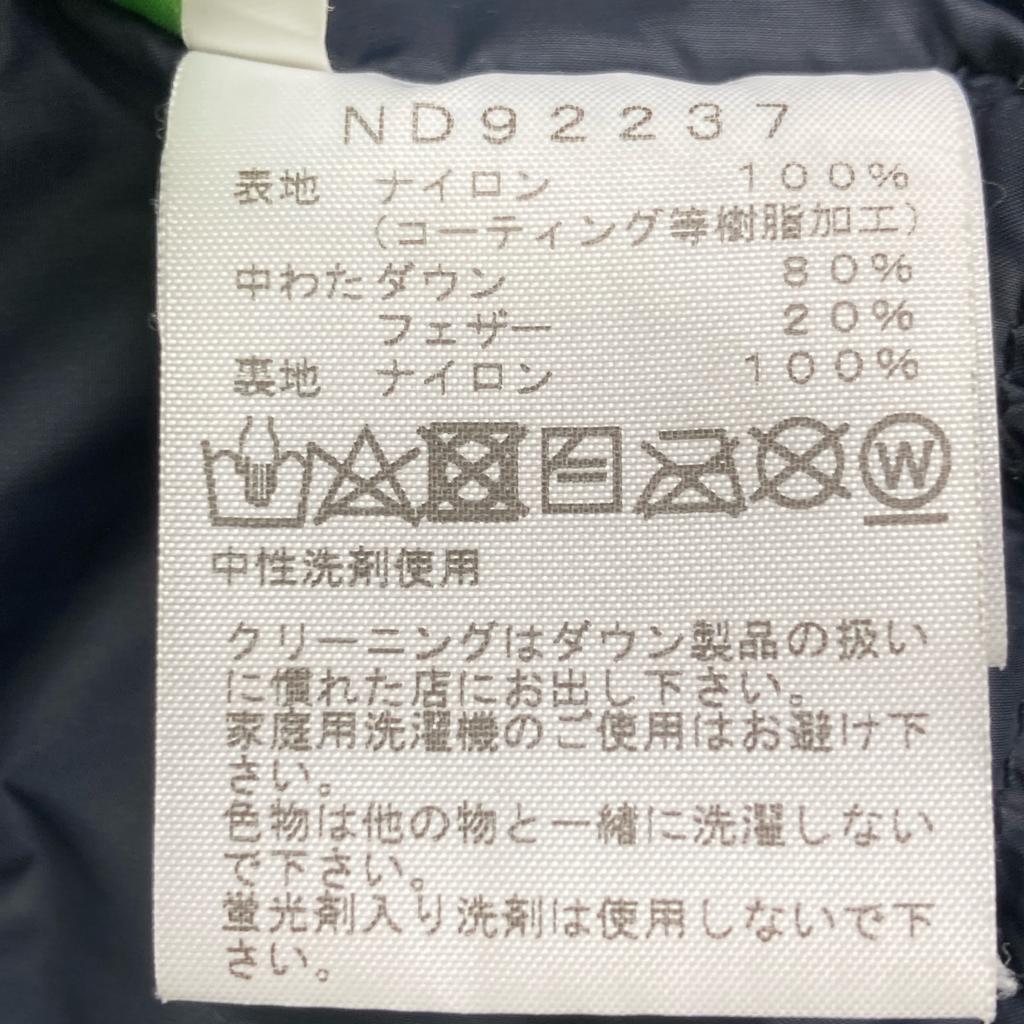 ND92237
表地 ナイロン 100%
(コーティング等樹脂加工)
中わたダウン 80%
フェザー 20%
裏地 ナイロン 100%
W
中性洗剤使用
クリーニングはダウン製品の扱い
に慣れた店にお出し下さい。
家庭用洗濯機のご使用はお避け下
さい。
色物は他の物と一緒に洗濯しない
で下さい。
蛍光剤入り洗剤は使用しないで下
さい。